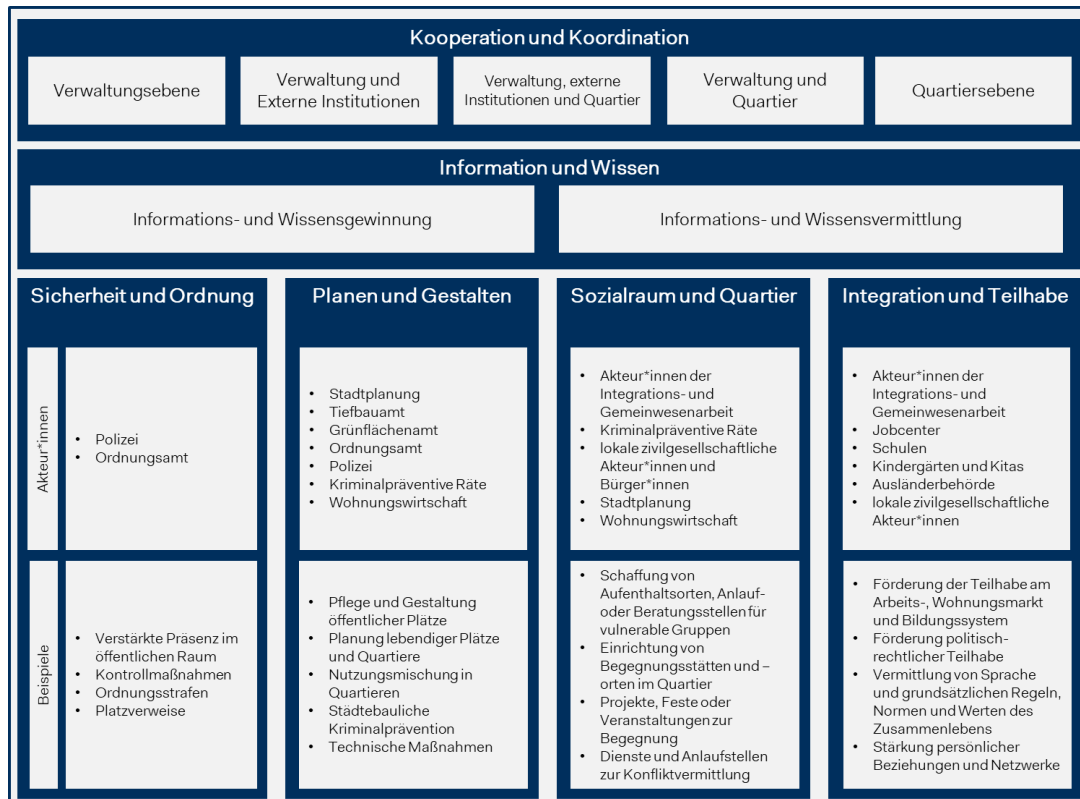 Kooperation und Koordination
Verwaltungsebene
Verwaltung und
Externe Institutionen
Verwaltung, externe
Institutionen und Quartier
Verwaltung und
Quartier
Quartiersebene
Information und Wissen
Informations- und Wissensgewinnung
Informations- und Wissensvermittlung
Sicherheit und Ordnung
Planen und Gestalten
Sozialraum und Quartier
Integration und Teilhabe
Akteur*innen
• Polizei
• Ordnungsamt
• Stadtplanung
• Tiefbauamt
• Grünflächenamt
• Ordnungsamt
• Polizei
• Kriminalpräventive Räte
• Wohnungswirtschaft
• Akteur*innen der
Integrations- und
Gemeinwesenarbeit
• Kriminalpräventive Räte
• lokale zivilgesellschaftliche
Akteur*innen und
Bürger*innen
• Stadtplanung
• Wohnungswirtschaft
• Akteur*innen der
Integrations- und
Gemeinwesenarbeit
• Jobcenter
• Schulen
• Kindergärten und Kitas
• Ausländerbehörde
• lokale zivilgesellschaftliche
Akteur*innen
Beispiele
• Verstärkte Präsenz im
öffentlichen Raum
• Kontrollmaßnahmen
• Ordnungsstrafen
• Platzverweise
• Pflege und Gestaltung
öffentlicher Plätze
• Planung lebendiger Plätze
und Quartiere
• Nutzungsmischung in
Quartieren
• Städtebauliche
Kriminalprävention
• Technische Maßnahmen
• Schaffung von
Aufenthaltsorten, Anlauf-
oder Beratungsstellen für
vulnerable Gruppen
• Einrichtung von
Begegnungsstätten und –
orten im Quartier
• Projekte, Feste oder
Veranstaltungen zur
Begegnung
• Dienste und Anlaufstellen
zur Konfliktvermittlung
• Förderung der Teilhabe am
Arbeits-, Wohnungsmarkt
und Bildungssystem
• Förderung politisch-
rechtlicher Teilhabe
• Vermittlung von Sprache
und grundsätzlichen Regeln,
Normen und Werten des
Zusammenlebens
• Stärkung persönlicher
Beziehungen und Netzwerke